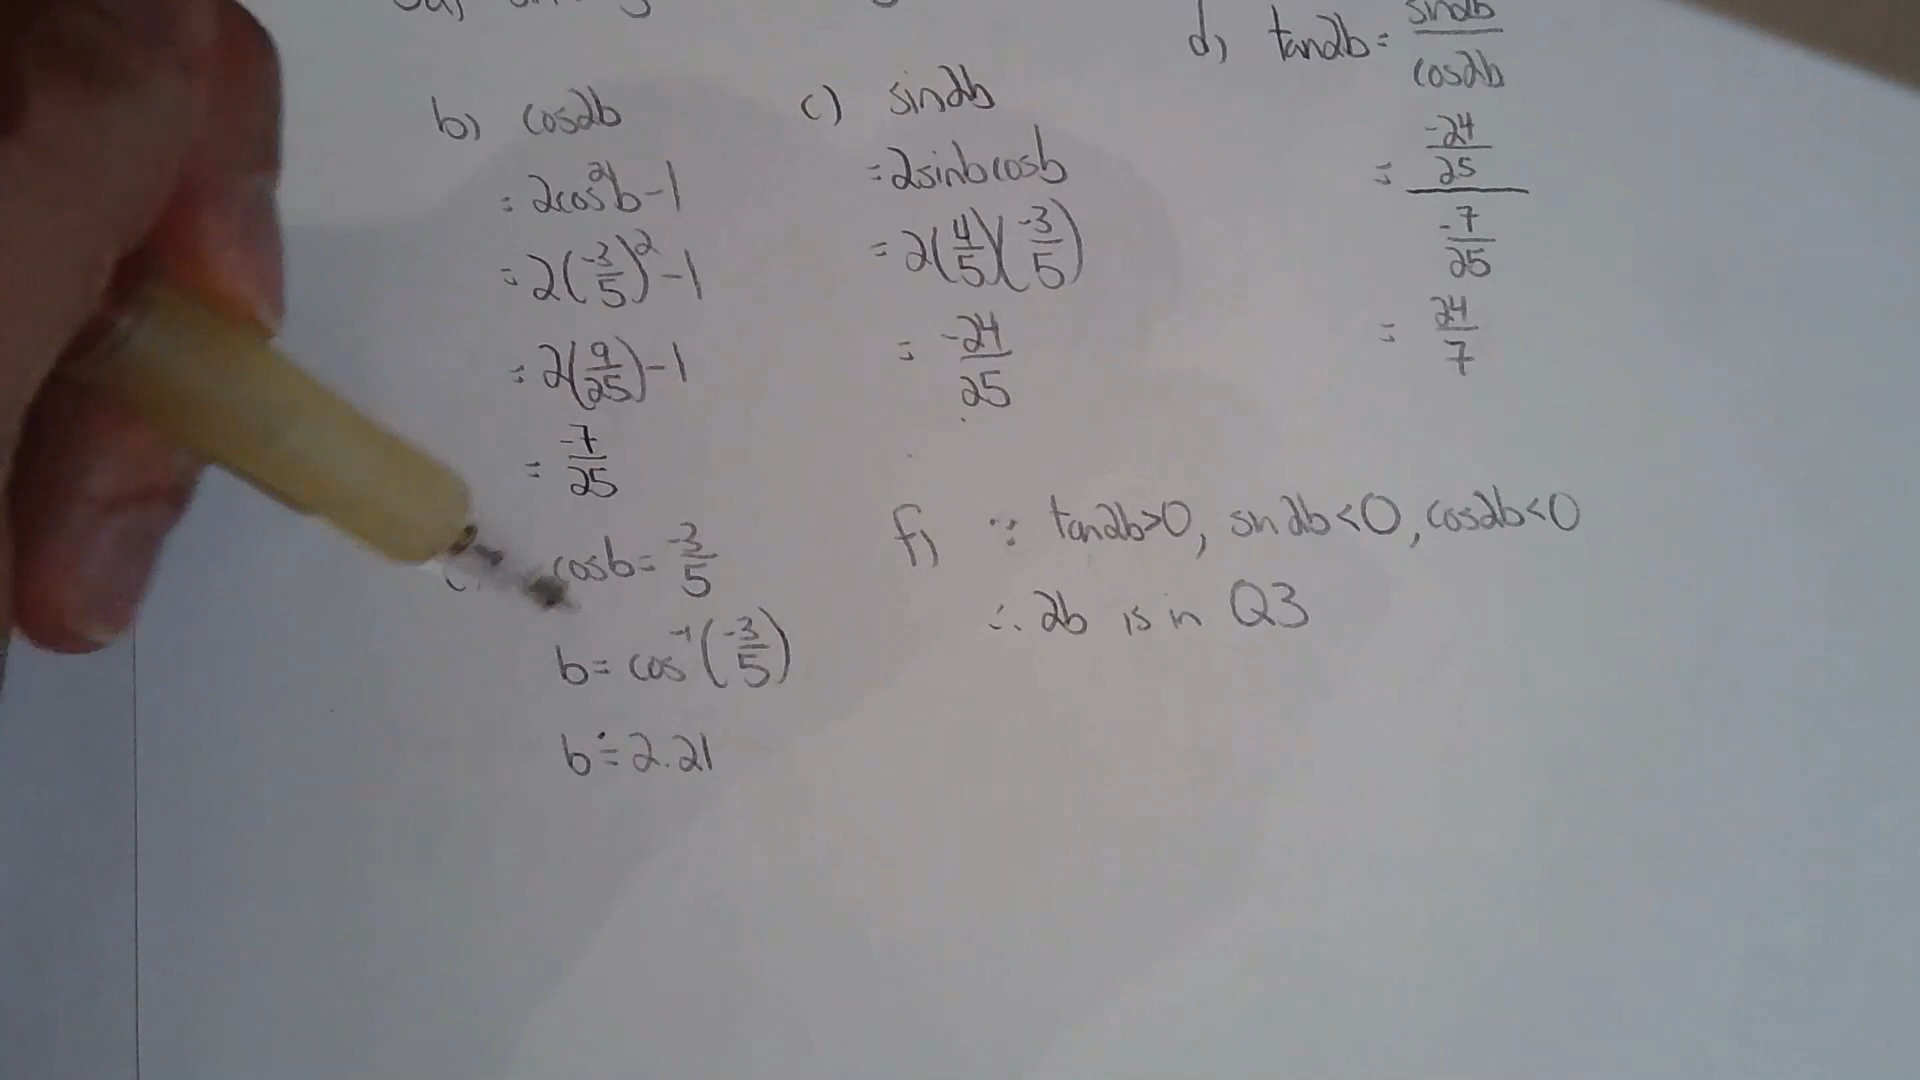 b) cos2b
= 2cos²b - 1
= 2(-3/5)² - 1
= 2(9/25) - 1
= -7/25
cosb = -3/5
b = cos⁻¹(-3/5)
b ≐ 2.21
c) sin2b
= 2sinbcosb
= 2(4/5)(-3/5)
= -24/25
d) tan2b = sin2b/cos2b
= (-24/25)/(-7/25)
= 24/7
f) ∵ tan2b>0, sin2b<0, cos2b<0
∴ 2b is in Q3